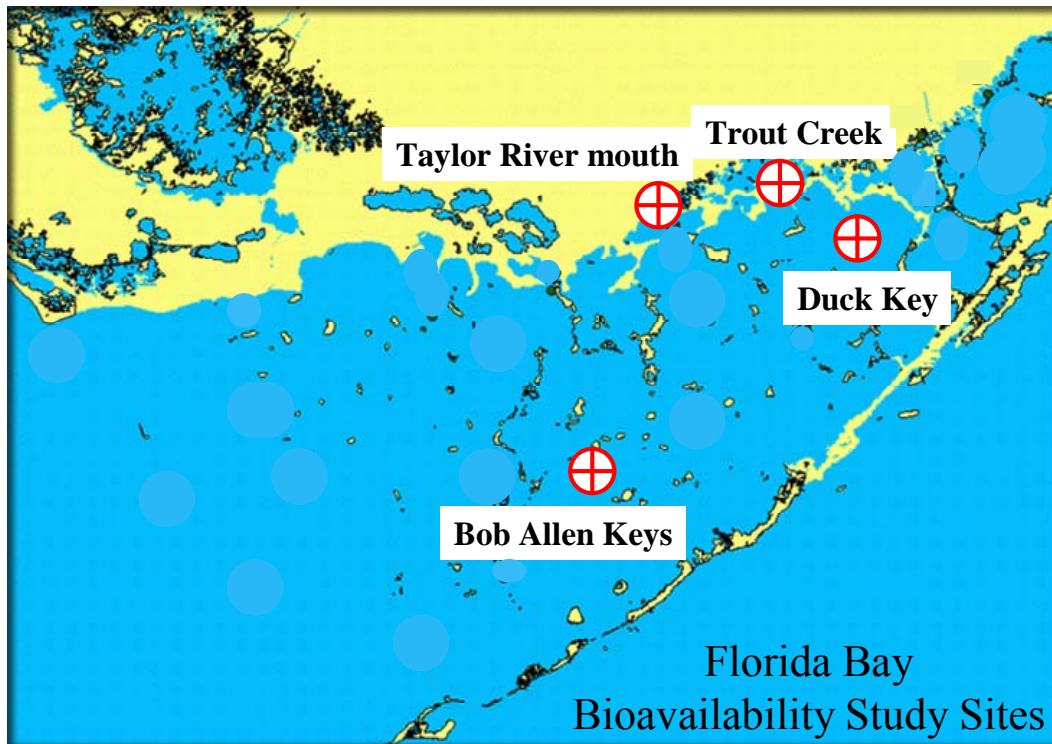 Trout Creek
Taylor River mouth
Duck Key
Bob Allen Keys
Florida Bay
Bioavailability Study Sites